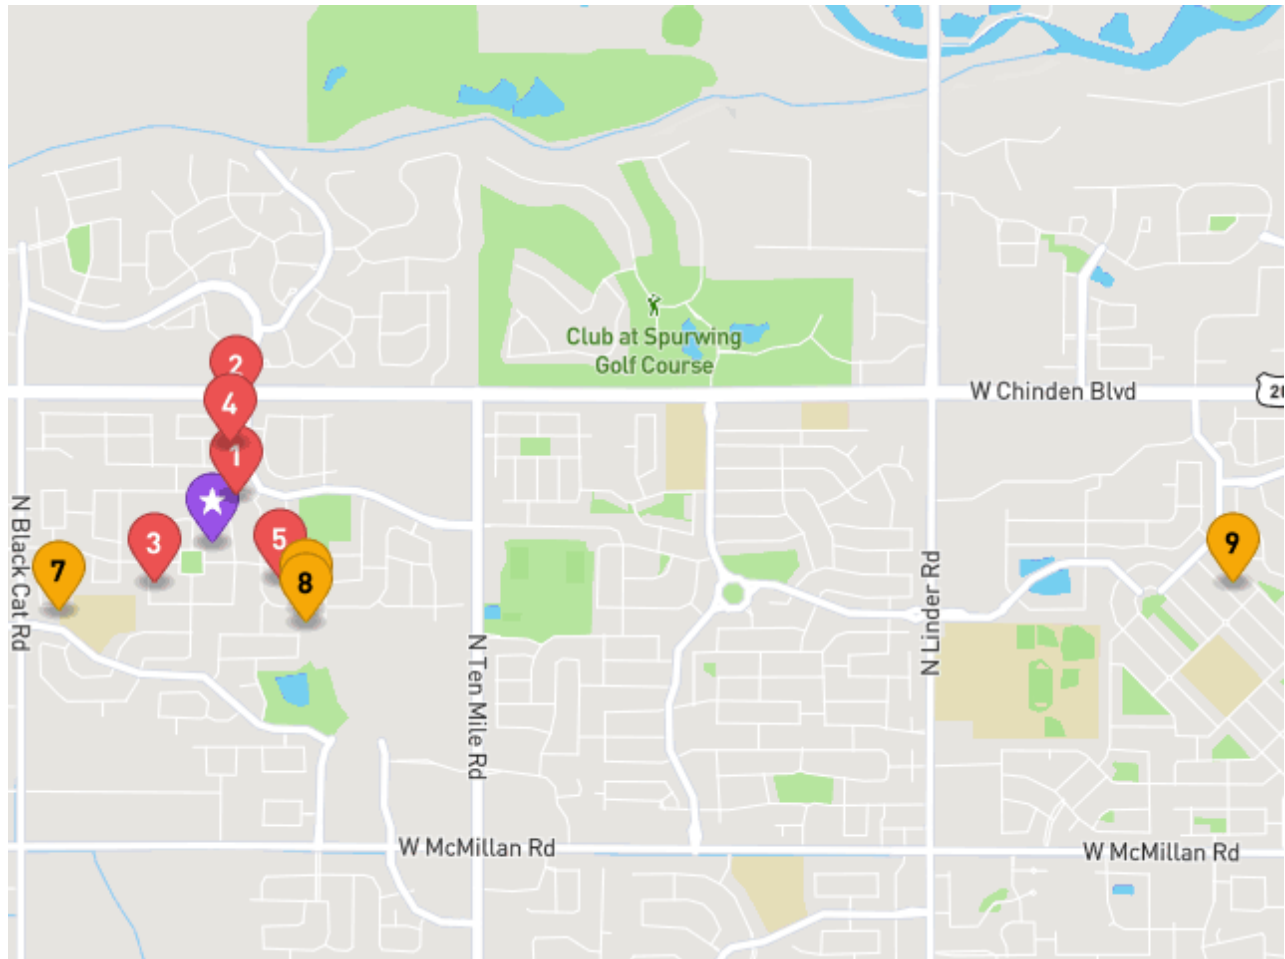 Club at Spurwing
Golf Course
2
W Chinden Blvd
4
1
N Black Cat Rd
3
5
7
8
9
N Linder Rd
N Ten Mile Rd
W McMillan Rd
W McMillan Rd